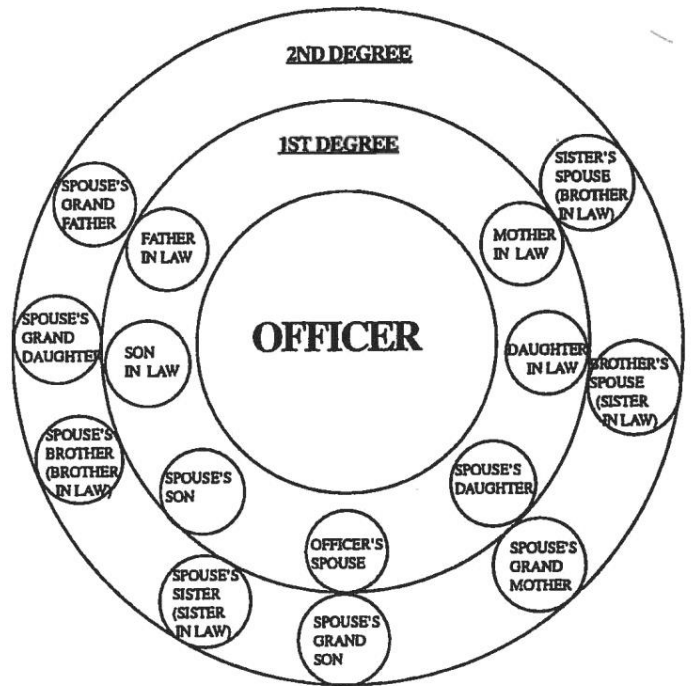 2ND DEGREE
1ST DEGREE
SISTER'S
SPOUSE
(BROTHER
IN LAW)
SPOUSE'S
GRAND
FATHER
FATHER
IN LAW
MOTHER
IN LAW
OFFICER
SPOUSE'S
GRAND
DAUGHTER
SON
IN LAW
DAUGHTER
IN LAW
BROTHER'S
SPOUSE
(SISTER
IN LAW)
SPOUSE'S
BROTHER
(BROTHER
IN LAW)
SPOUSE'S
SON
SPOUSE'S
DAUGHTER
OFFICER'S
SPOUSE
SPOUSE'S
GRAND
MOTHER
SPOUSE'S
SISTER
(SISTER
IN LAW)
SPOUSE'S
GRAND
SON